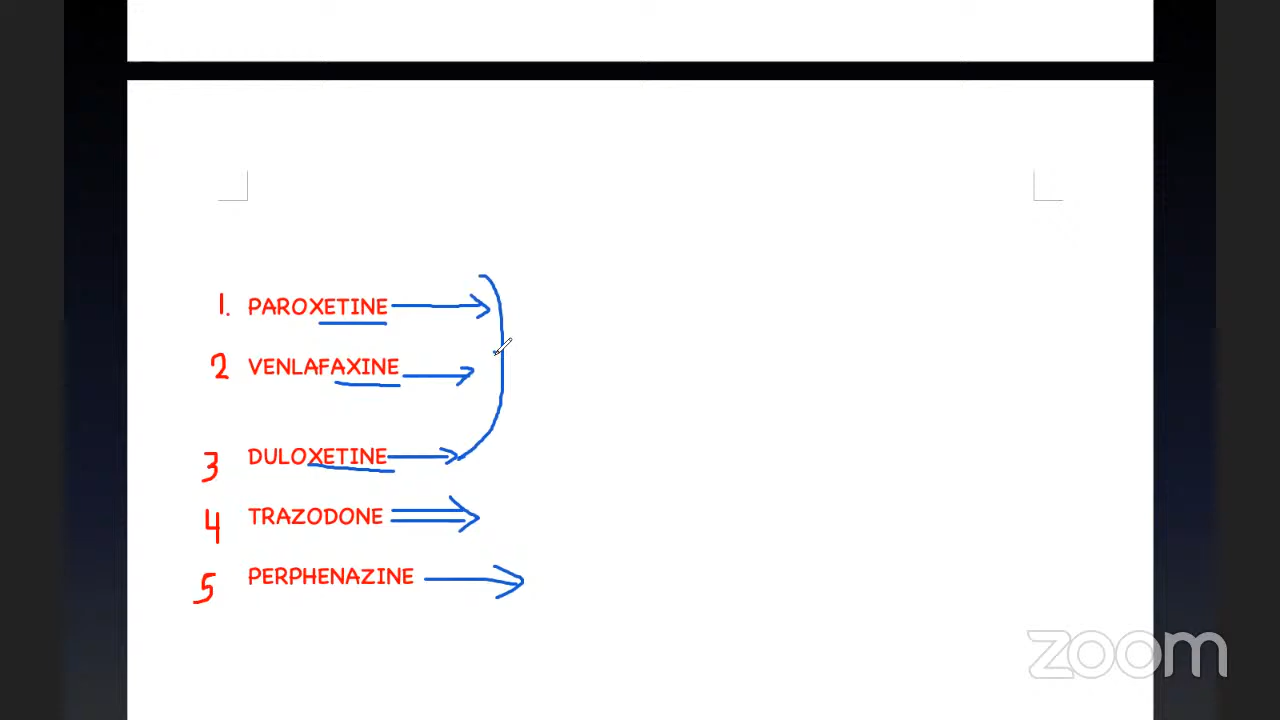 1. PAROXETINE
2 VENLAFAXINE
3 DULOXETINE
4 TRAZODONE
5 PERPHENAZINE
zoom